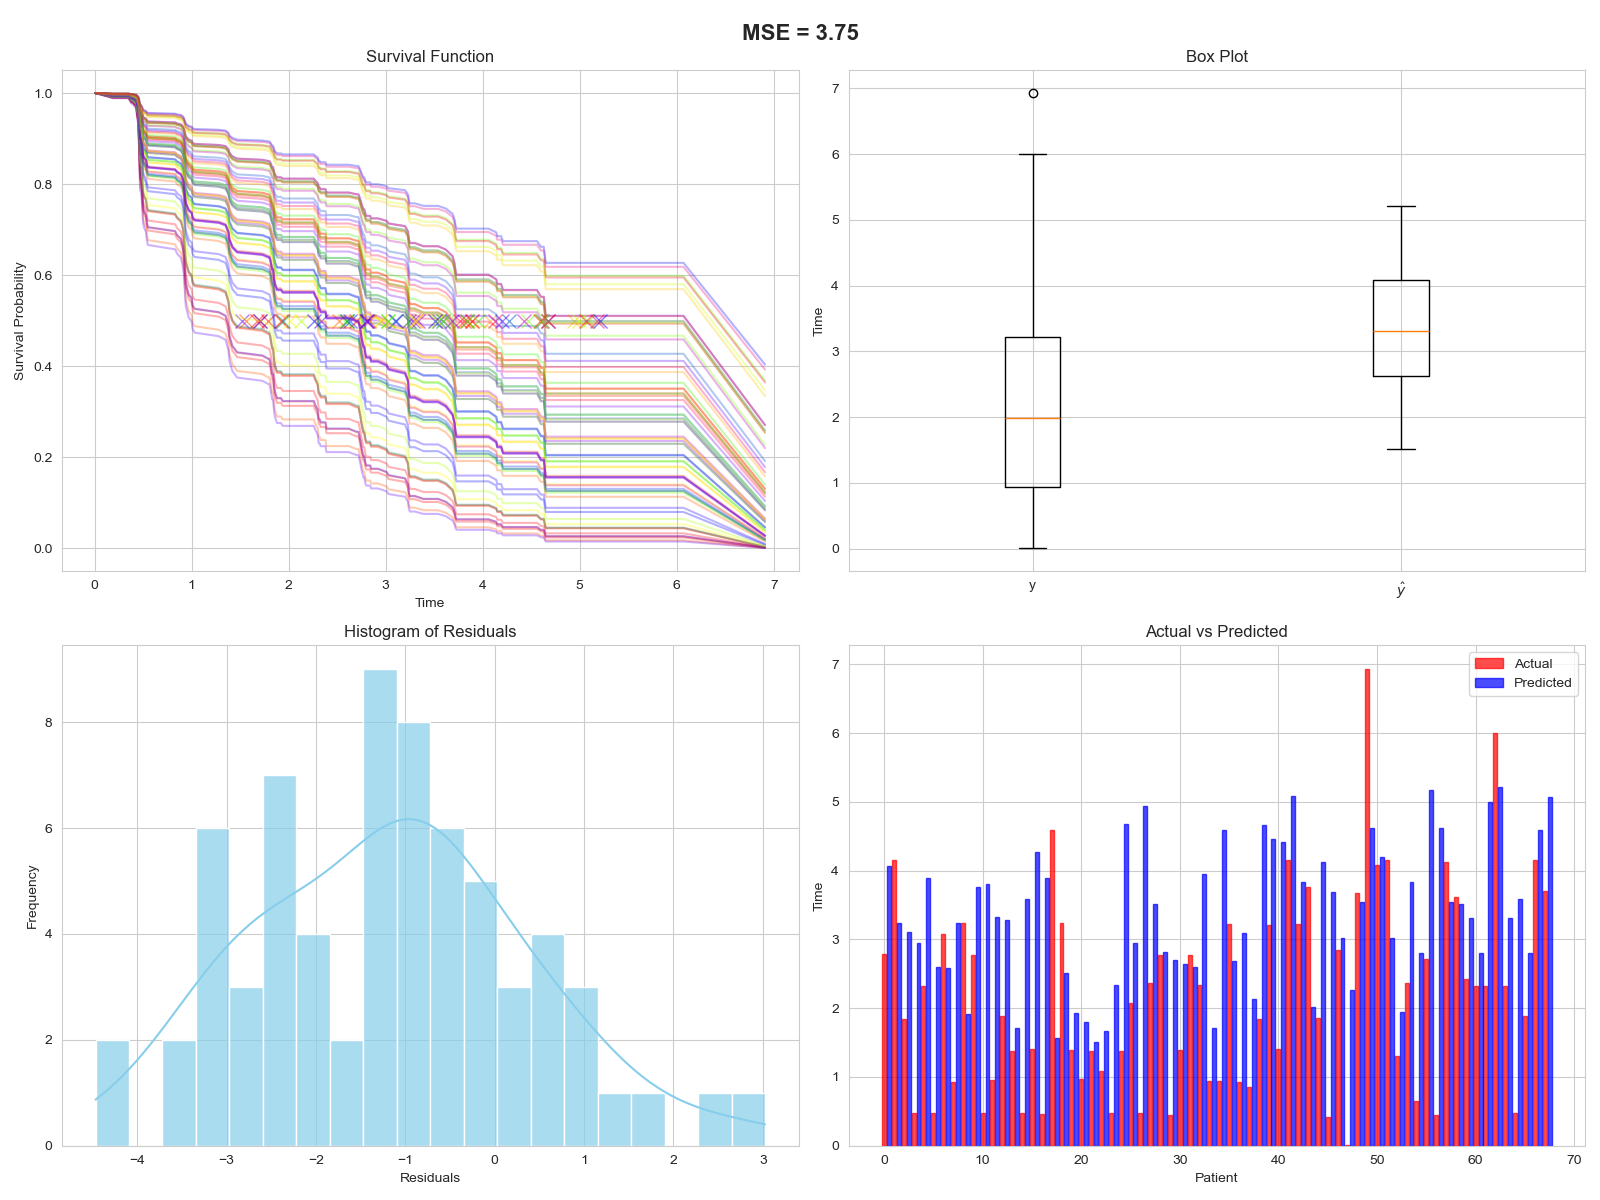 MSE = 3.75
Survival Function
Survival Probability
1.0
0.8
0.6
0.4
0.2
0.0
0 1 2 3 4 5 6 7
Time
Box Plot
Time
7
6
5
4
3
2
1
0
y ŷ
Histogram of Residuals
Frequency
8
6
4
2
0
−4 −3 −2 −1 0 1 2 3
Residuals
Actual vs Predicted
Actual
Predicted
Time
7
6
5
4
3
2
1
0
0 10 20 30 40 50 60 70
Patient